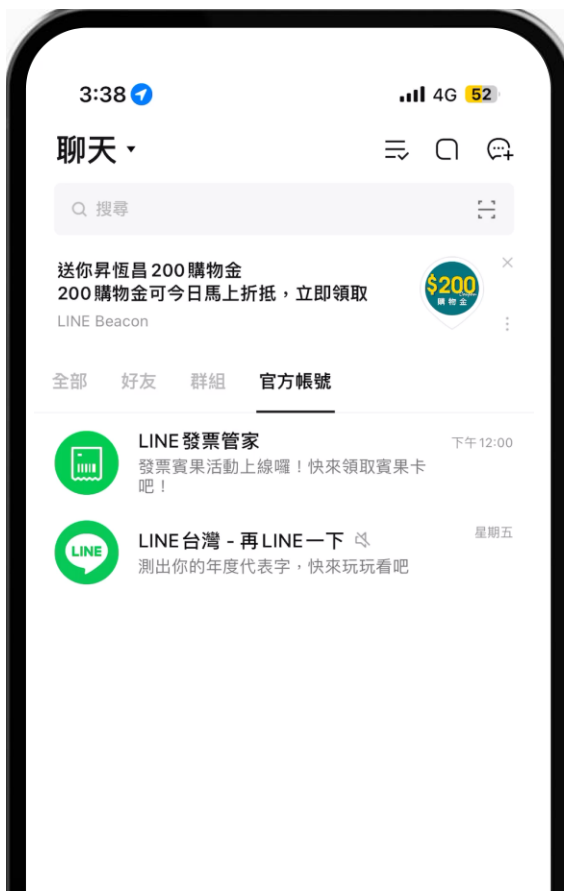 3:38 4G 52
聊天
搜尋
送你昇恆昌200購物金
200購物金可今日馬上折抵，立即領取
LINE Beacon
$200
Coupon
購物金
全部 好友 群組 官方帳號
LINE發票管家 下午12:00
發票賓果活動上線囉！快來領取賓果卡
吧！
LINE
LINE台灣 - 再LINE一下 星期五
測出你的年度代表字，快來玩玩看吧